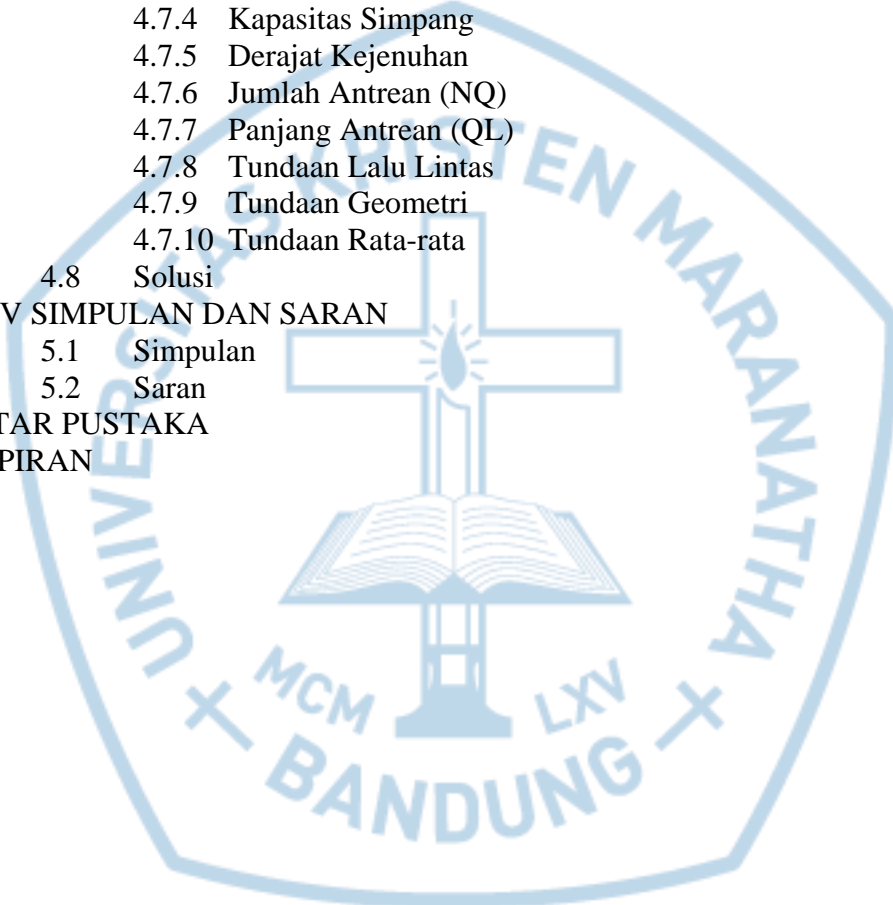 4.7.4 Kapasitas Simpang
4.7.5 Derajat Kejenuhan
4.7.6 Jumlah Antrean (NQ)
4.7.7 Panjang Antrean (QL)
4.7.8 Tundaan Lalu Lintas
4.7.9 Tundaan Geometri
4.7.10 Tundaan Rata-rata
4.8 Solusi
V SIMPULAN DAN SARAN
5.1 Simpulan
5.2 Saran
TAR PUSTAKA
PIRAN
UNIVERSITAS KRISTEN MARANATHA
MCM LXV
BANDUNG